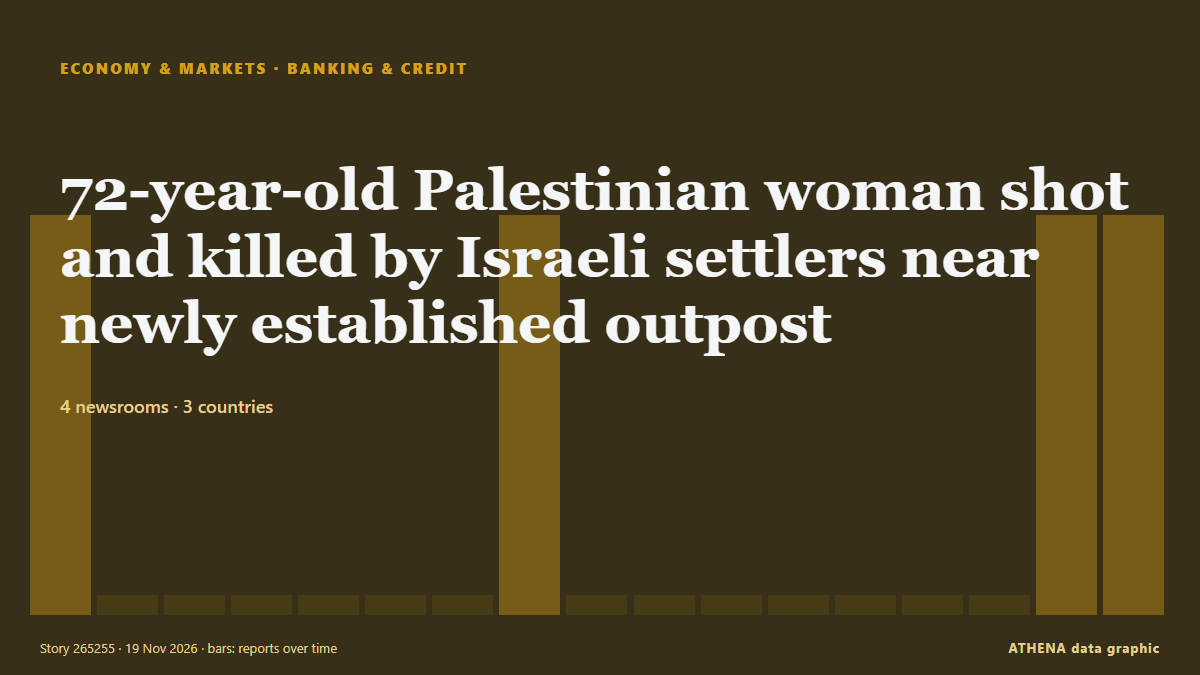 ECONOMY & MARKETS · BANKING & CREDIT
72-year-old Palestinian woman shot
and killed by Israeli settlers near
newly established outpost
4 newsrooms · 3 countries
Story 265255 · 19 Nov 2026 · bars: reports over time
ATHENA data graphic